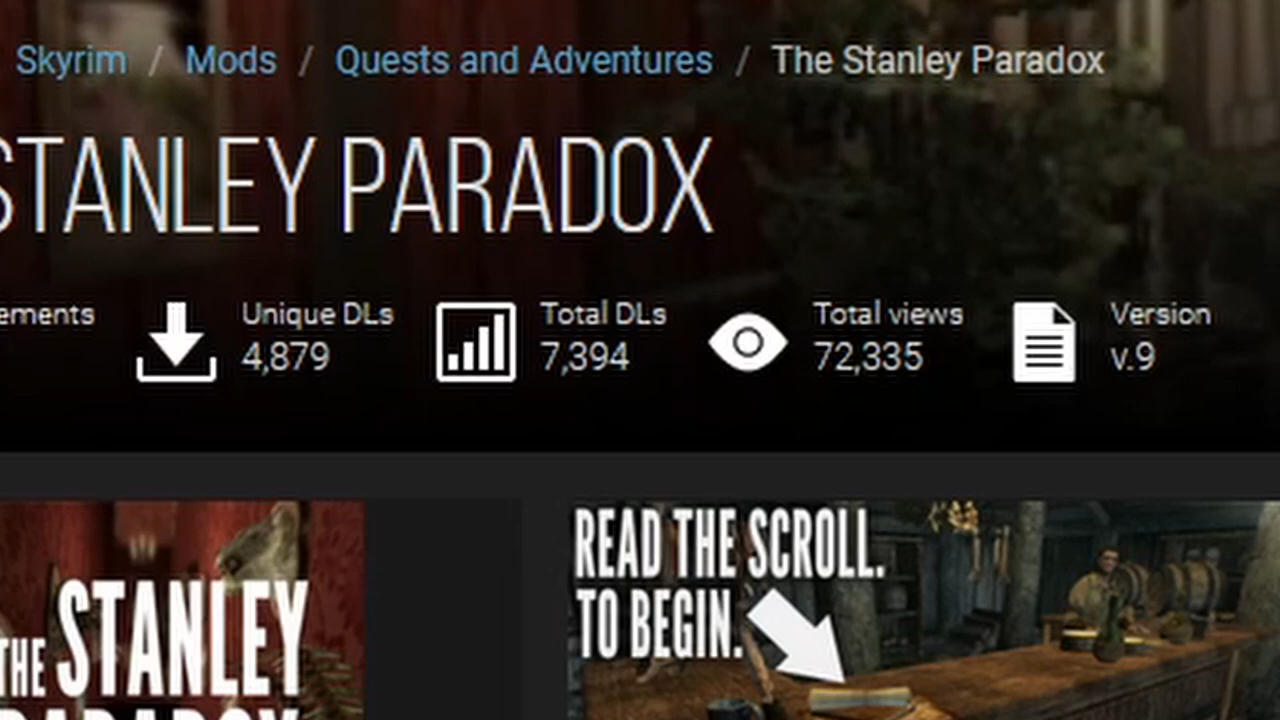 Skyrim / Mods / Quests and Adventures / The Stanley Paradox
STANLEY PARADOX
ements
Unique DLs
4,879
Total DLs
7,394
Total views
72,335
Version
v.9
THE STANLEY
PARADOX
READ THE SCROLL.
TO BEGIN.